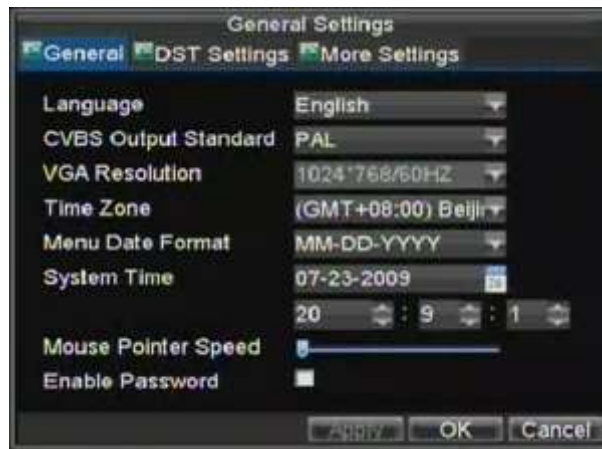 General Settings
General DST Settings More Settings
Language English
CVBS Output Standard PAL
VGA Resolution 1024*768/60HZ
Time Zone (GMT+08:00) Beijir
Menu Date Format MM-DD-YYYY
System Time 07-23-2009
20 : 9 : 1
Mouse Pointer Speed
Enable Password
Apply OK Cancel